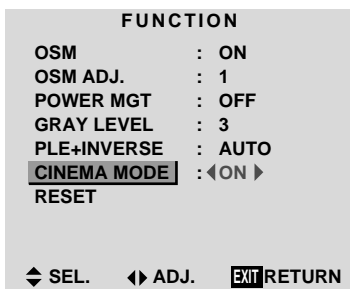 FUNCTION
OSM : ON
OSM ADJ. : 1
POWER MGT : OFF
GRAY LEVEL : 3
PLE+INVERSE : AUTO
CINEMA MODE : ON
RESET
SEL. ADJ. EXIT RETURN